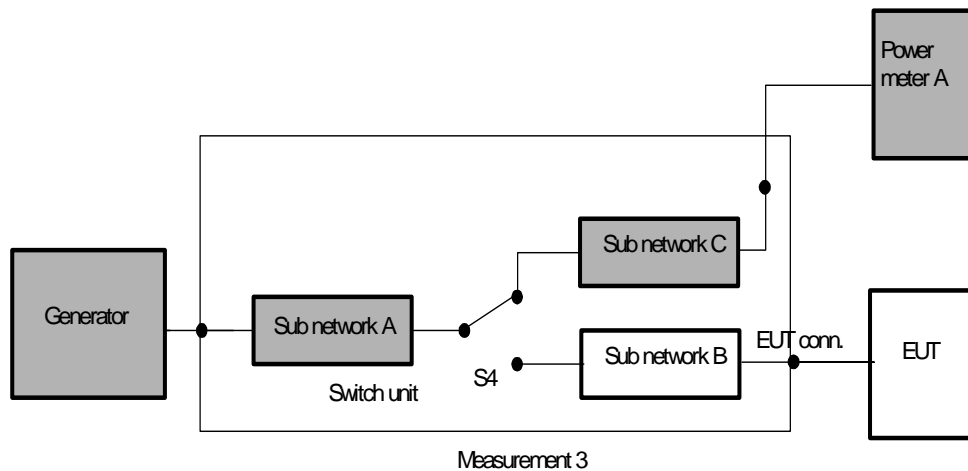 Power
meter A
Sub network C
Generator
Sub network A
EUT conn.
EUT
Sub network B
S4
Switch unit
Measurement 3